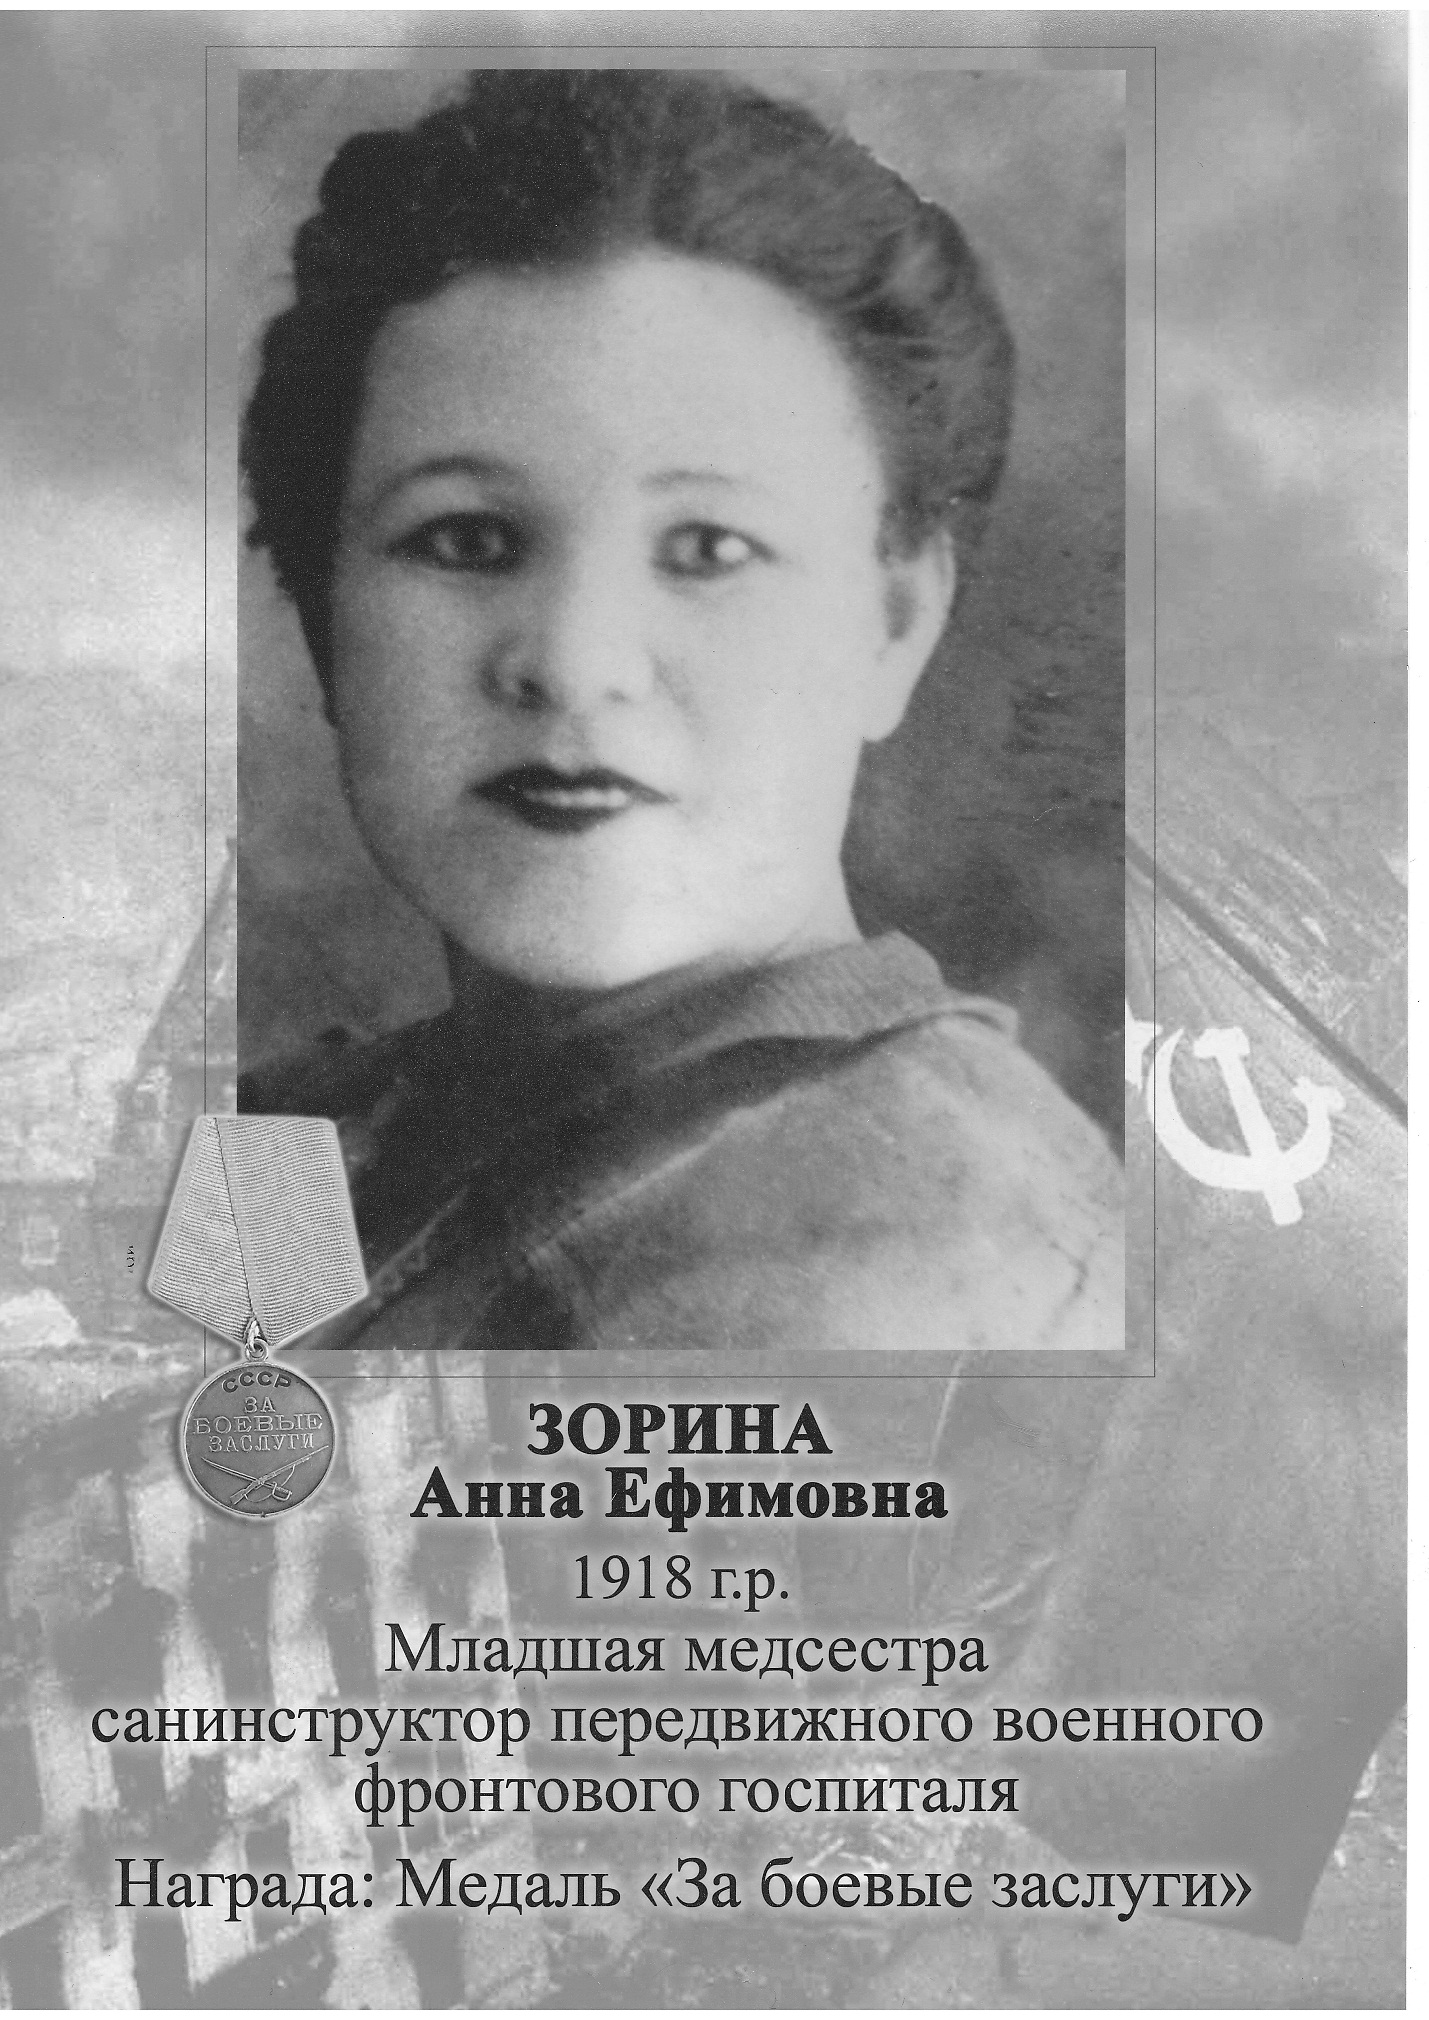 СССР
ЗА
БОЕВЫЕ
ЗАСЛУГИ
ЗОРИНА
Анна Ефимовна
1918 г.р.
Младшая медсестра
санинструктор передвижного военного
фронтового госпиталя
Награда: Медаль «За боевые заслуги»